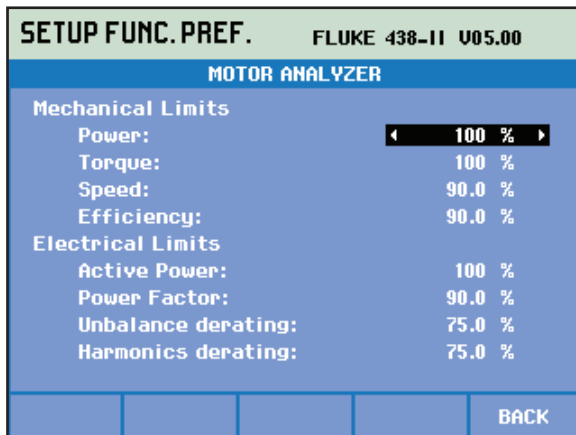 SETUP FUNC. PREF. FLUKE 438-II V05.00
MOTOR ANALYZER
Mechanical Limits
Power: 100 %
Torque: 100 %
Speed: 90.0 %
Efficiency: 90.0 %
Electrical Limits
Active Power: 100 %
Power Factor: 90.0 %
Unbalance derating: 75.0 %
Harmonics derating: 75.0 %
BACK